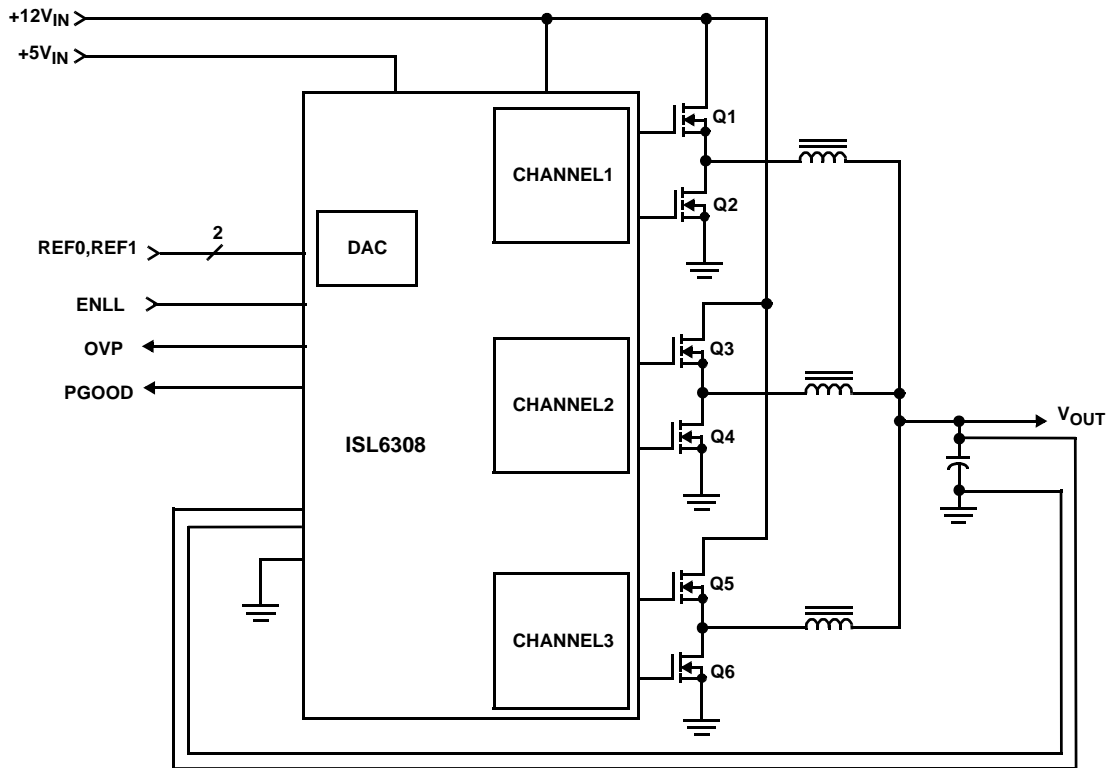 +12VIN
+5VIN
Q1
CHANNEL1
Q2
2
REF0,REF1
DAC
ENLL
Q3
OVP
PGOOD
CHANNEL2
VOUT
Q4
ISL6308
Q5
CHANNEL3
Q6